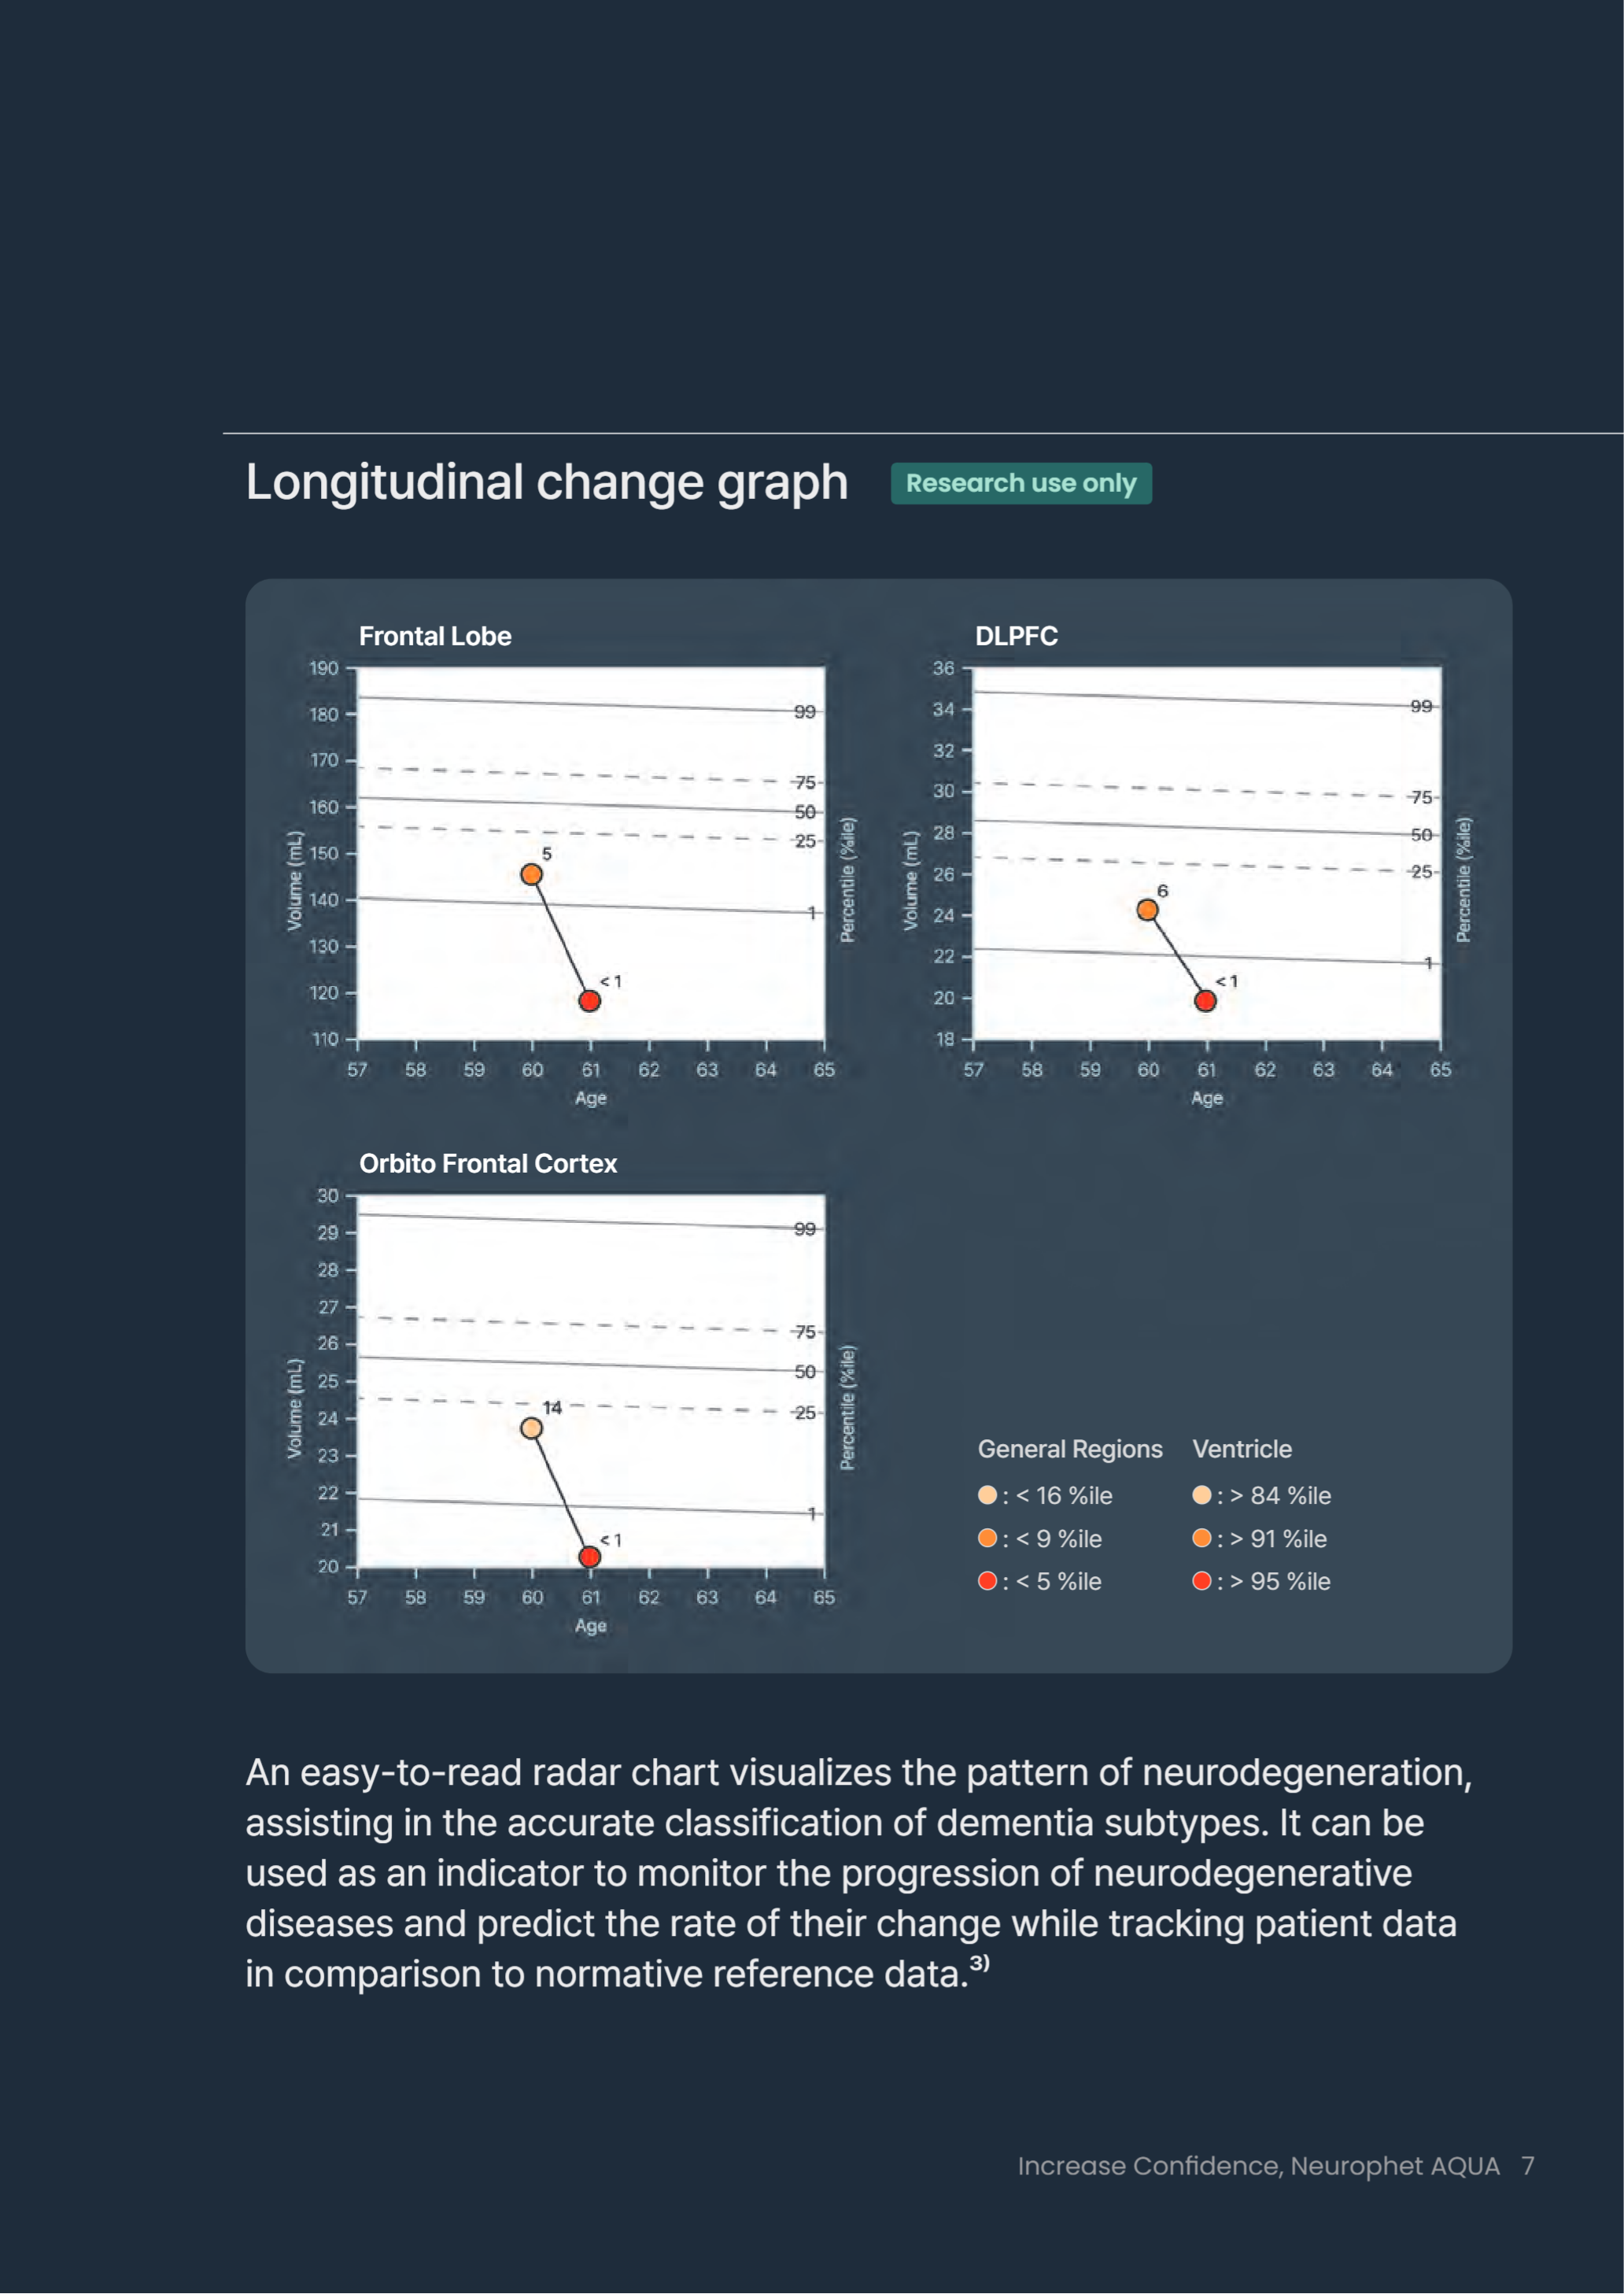 Longitudinal change graph
Research use only
Frontal Lobe
190
180
170
160
150
140
130
120
110
Volume (mL)
99
75
50
25
1
5
<1
Percentile (%ile)
57 58 59 60 61 62 63 64 65
Age
DLPFC
36
34
32
30
28
26
24
22
20
18
Volume (mL)
99
75
50
25
1
6
<1
Percentile (%ile)
57 58 59 60 61 62 63 64 65
Age
Orbito Frontal Cortex
30
29
28
27
26
25
24
23
22
21
20
Volume (mL)
99
75
50
25
1
14
<1
Percentile (%ile)
57 58 59 60 61 62 63 64 65
Age
General Regions Ventricle
: < 16 %ile : > 84 %ile
: < 9 %ile : > 91 %ile
: < 5 %ile : > 95 %ile
An easy-to-read radar chart visualizes the pattern of neurodegeneration,
assisting in the accurate classification of dementia subtypes. It can be
used as an indicator to monitor the progression of neurodegenerative
diseases and predict the rate of their change while tracking patient data
in comparison to normative reference data.3)
Increase Confidence, Neurophet AQUA 7